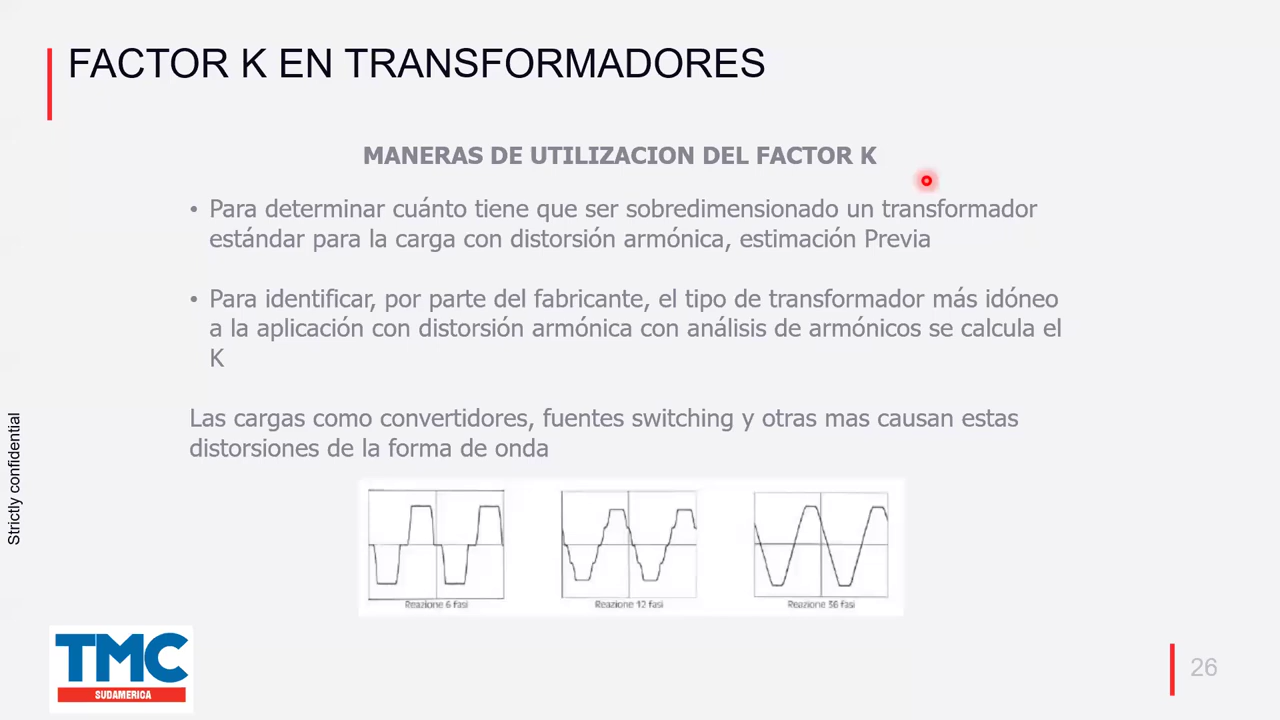 FACTOR K EN TRANSFORMADORES
MANERAS DE UTILIZACION DEL FACTOR K
• Para determinar cuánto tiene que ser sobredimensionado un transformador
estándar para la carga con distorsión armónica, estimación Previa
• Para identificar, por parte del fabricante, el tipo de transformador más idóneo
a la aplicación con distorsión armónica con análisis de armónicos se calcula el
K
Las cargas como convertidores, fuentes switching y otras mas causan estas
distorsiones de la forma de onda
Reazione 6 fasi
Reazione 12 fasi
Reazione 36 fasi
Strictly confidential
TMC
SUDAMERICA
26